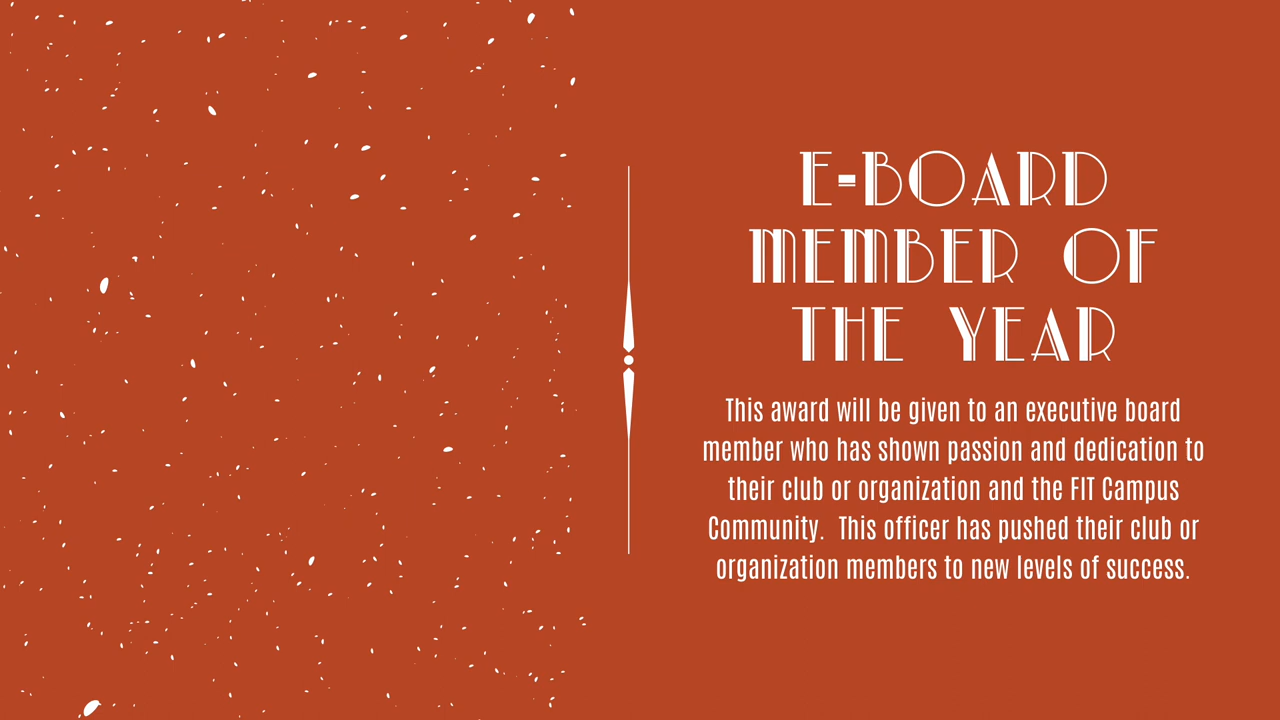 E-BOARD
MEMBER OF
THE YEAR
This award will be given to an executive board
member who has shown passion and dedication to
their club or organization and the FIT Campus
Community.  This officer has pushed their club or
organization members to new levels of success.